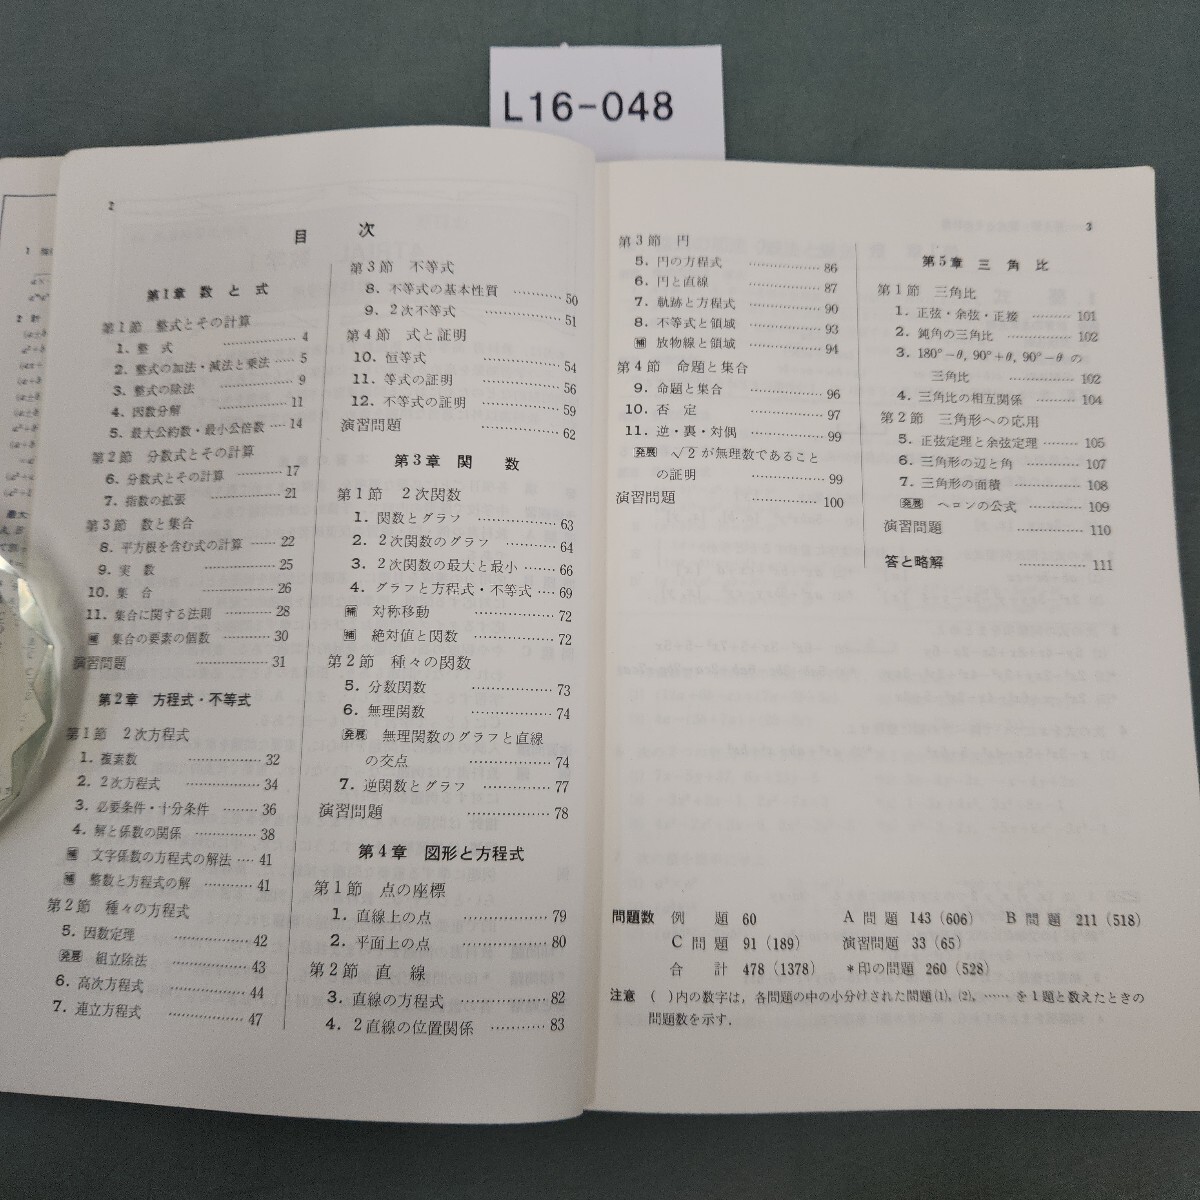 L16-048
2
目次
第1章 数と式
第1節 整式とその計算
1. 整 式 ………… 4
2. 整式の加法・減法と乗法 …… 5
3. 整式の除法 ………… 9
4. 因数分解 ………… 11
5. 最大公約数・最小公倍数 …… 14
第2節 分数式とその計算
6. 分数式とその計算 ………… 17
7. 指数の拡張 ………… 21
第3節 数と集合
8. 平方根を含む式の計算 …… 22
9. 実 数 ………… 25
10. 集 合 ………… 26
11. 集合に関する法則 ………… 28
補 集合の要素の個数 ………… 30
演習問題 ………… 31
第2章 方程式・不等式
第1節 2次方程式
1. 複素数 ………… 32
2. 2次方程式 ………… 34
3. 必要条件・十分条件 ……… 36
4. 解と係数の関係 ………… 38
補 文字係数の方程式の解法 …… 41
補 整数と方程式の解 ………… 41
第2節 種々の方程式
5. 因数定理 ………… 42
発展 組立除法 ………… 43
6. 高次方程式 ………… 44
7. 連立方程式 ………… 47
第3節 不等式
8. 不等式の基本性質 ………… 50
9. 2次不等式 ………… 51
第4節 式と証明
10. 恒等式 ………… 54
11. 等式の証明 ………… 56
12. 不等式の証明 ………… 59
演習問題 ………… 62
第3章 関 数
第1節 2次関数
1. 関数とグラフ ………… 63
2. 2次関数のグラフ ………… 64
3. 2次関数の最大と最小 …… 66
4. グラフと方程式・不等式 …… 69
補 対称移動 ………… 72
補 絶対値と関数 ………… 72
第2節 種々の関数
5. 分数関数 ………… 73
6. 無理関数 ………… 74
発展 無理関数のグラフと直線
の交点 ………… 74
7. 逆関数とグラフ ………… 77
演習問題 ………… 78
第4章 図形と方程式
第1節 点の座標
1. 直線上の点 ………… 79
2. 平面上の点 ………… 80
第2節 直 線
3. 直線の方程式 ………… 82
4. 2直線の位置関係 ………… 83
3
第3節 円
5. 円の方程式 ………… 86
6. 円と直線 ………… 87
7. 軌跡と方程式 ………… 90
8. 不等式と領域 ………… 93
補 放物線と領域 ………… 94
第4節 命題と集合
9. 命題と集合 ………… 96
10. 否 定 ………… 97
11. 逆・裏・対偶 ………… 99
発展 √2が無理数であること
の証明 ………… 99
演習問題 ………… 100
第5章 三角比
第1節 三角比
1. 正弦・余弦・正接 ……… 101
2. 鈍角の三角比 ………… 102
3. 180°−θ, 90°+θ, 90°−θ の
三角比 ………… 102
4. 三角比の相互関係 ……… 104
第2節 三角形への応用
5. 正弦定理と余弦定理 ……… 105
6. 三角形の辺と角 ………… 107
7. 三角形の面積 ………… 108
発展 ヘロンの公式 ………… 109
演習問題 ………… 110
答と略解 ………… 111
問題数 例 題 60 A 問題 143 (606) B 問題 211 (518)
C 問題 91 (189) 演習問題 33 (65)
合 計 478 (1378) *印の問題 260 (528)
注意 ( )内の数字は，各問題の中の小分けされた問題(1), (2), …… を1題と数えたときの
問題数を示す．